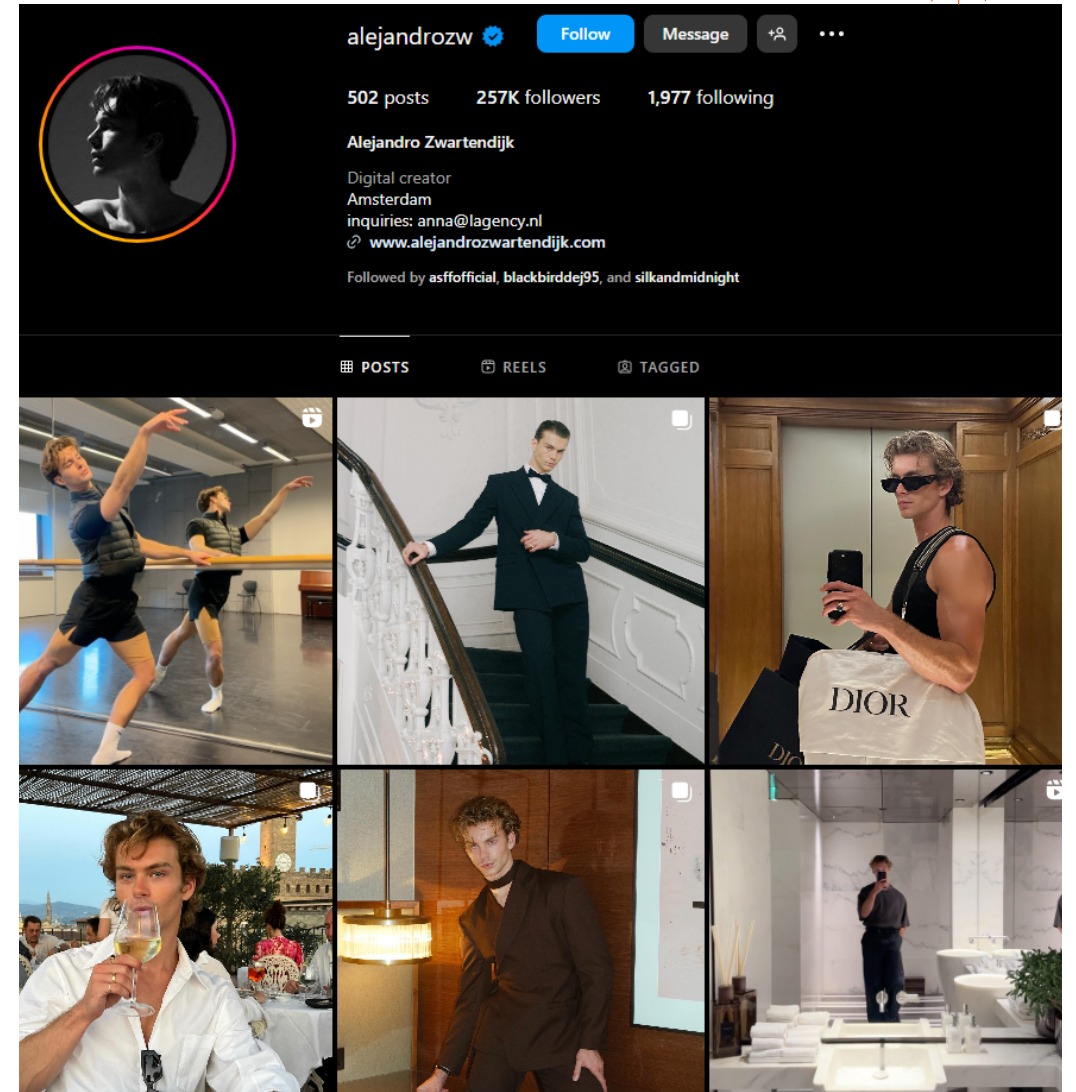 alejandrozw
Follow
Message
502 posts
257K followers
1,977 following
Alejandro Zwartendijk
Digital creator
Amsterdam
inquiries: anna@lagency.nl
www.alejandrozwartendijk.com
Followed by asffofficial, blackbirddej95, and silkandmidnight
POSTS
REELS
TAGGED
DIOR
DIO